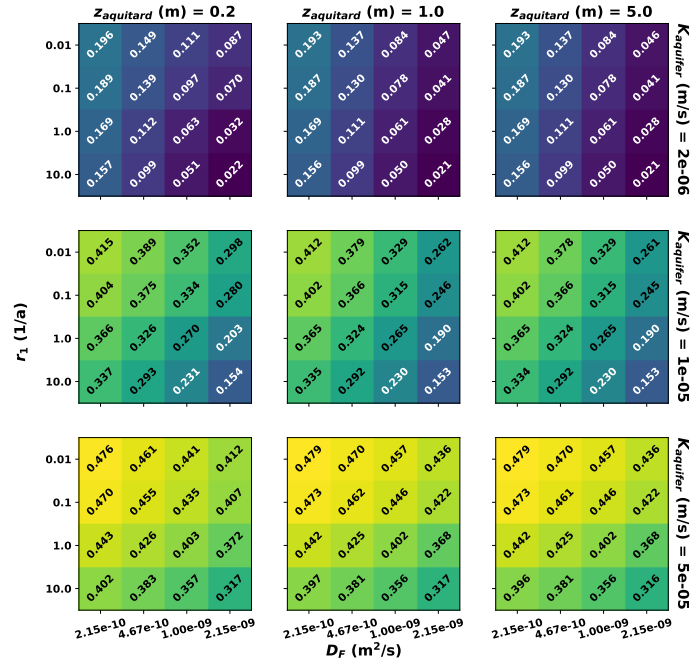 z_aquitard (m) = 0.2 z_aquitard (m) = 1.0 z_aquitard (m) = 5.0
0.01 0.196 0.149 0.111 0.087 0.193 0.137 0.084 0.047 0.193 0.137 0.084 0.046
0.1 0.189 0.139 0.097 0.070 0.187 0.130 0.078 0.041 0.187 0.130 0.078 0.041
1.0 0.169 0.112 0.063 0.032 0.169 0.111 0.061 0.028 0.169 0.111 0.061 0.028
10.0 0.157 0.099 0.051 0.022 0.156 0.099 0.050 0.021 0.156 0.099 0.050 0.021
K_aquifer (m/s) = 2e-06
0.01 0.415 0.389 0.352 0.298 0.412 0.379 0.329 0.262 0.412 0.378 0.329 0.261
0.1 0.404 0.375 0.334 0.280 0.402 0.366 0.315 0.246 0.402 0.366 0.315 0.245
1.0 0.366 0.326 0.270 0.203 0.365 0.324 0.265 0.190 0.365 0.324 0.265 0.190
10.0 0.337 0.293 0.231 0.154 0.335 0.292 0.230 0.153 0.334 0.292 0.230 0.153
K_aquifer (m/s) = 1e-05
r_1 (1/a)
0.01 0.476 0.461 0.441 0.412 0.479 0.470 0.457 0.436 0.479 0.470 0.457 0.436
0.1 0.470 0.455 0.435 0.407 0.473 0.462 0.446 0.422 0.473 0.461 0.446 0.422
1.0 0.443 0.426 0.403 0.372 0.442 0.425 0.402 0.368 0.442 0.425 0.402 0.368
10.0 0.402 0.383 0.357 0.317 0.397 0.381 0.356 0.317 0.396 0.381 0.356 0.316
K_aquifer (m/s) = 5e-05
2.15e-10 4.67e-10 1.00e-09 2.15e-09 2.15e-10 4.67e-10 1.00e-09 2.15e-09 2.15e-10 4.67e-10 1.00e-09 2.15e-09
D_F (m²/s)